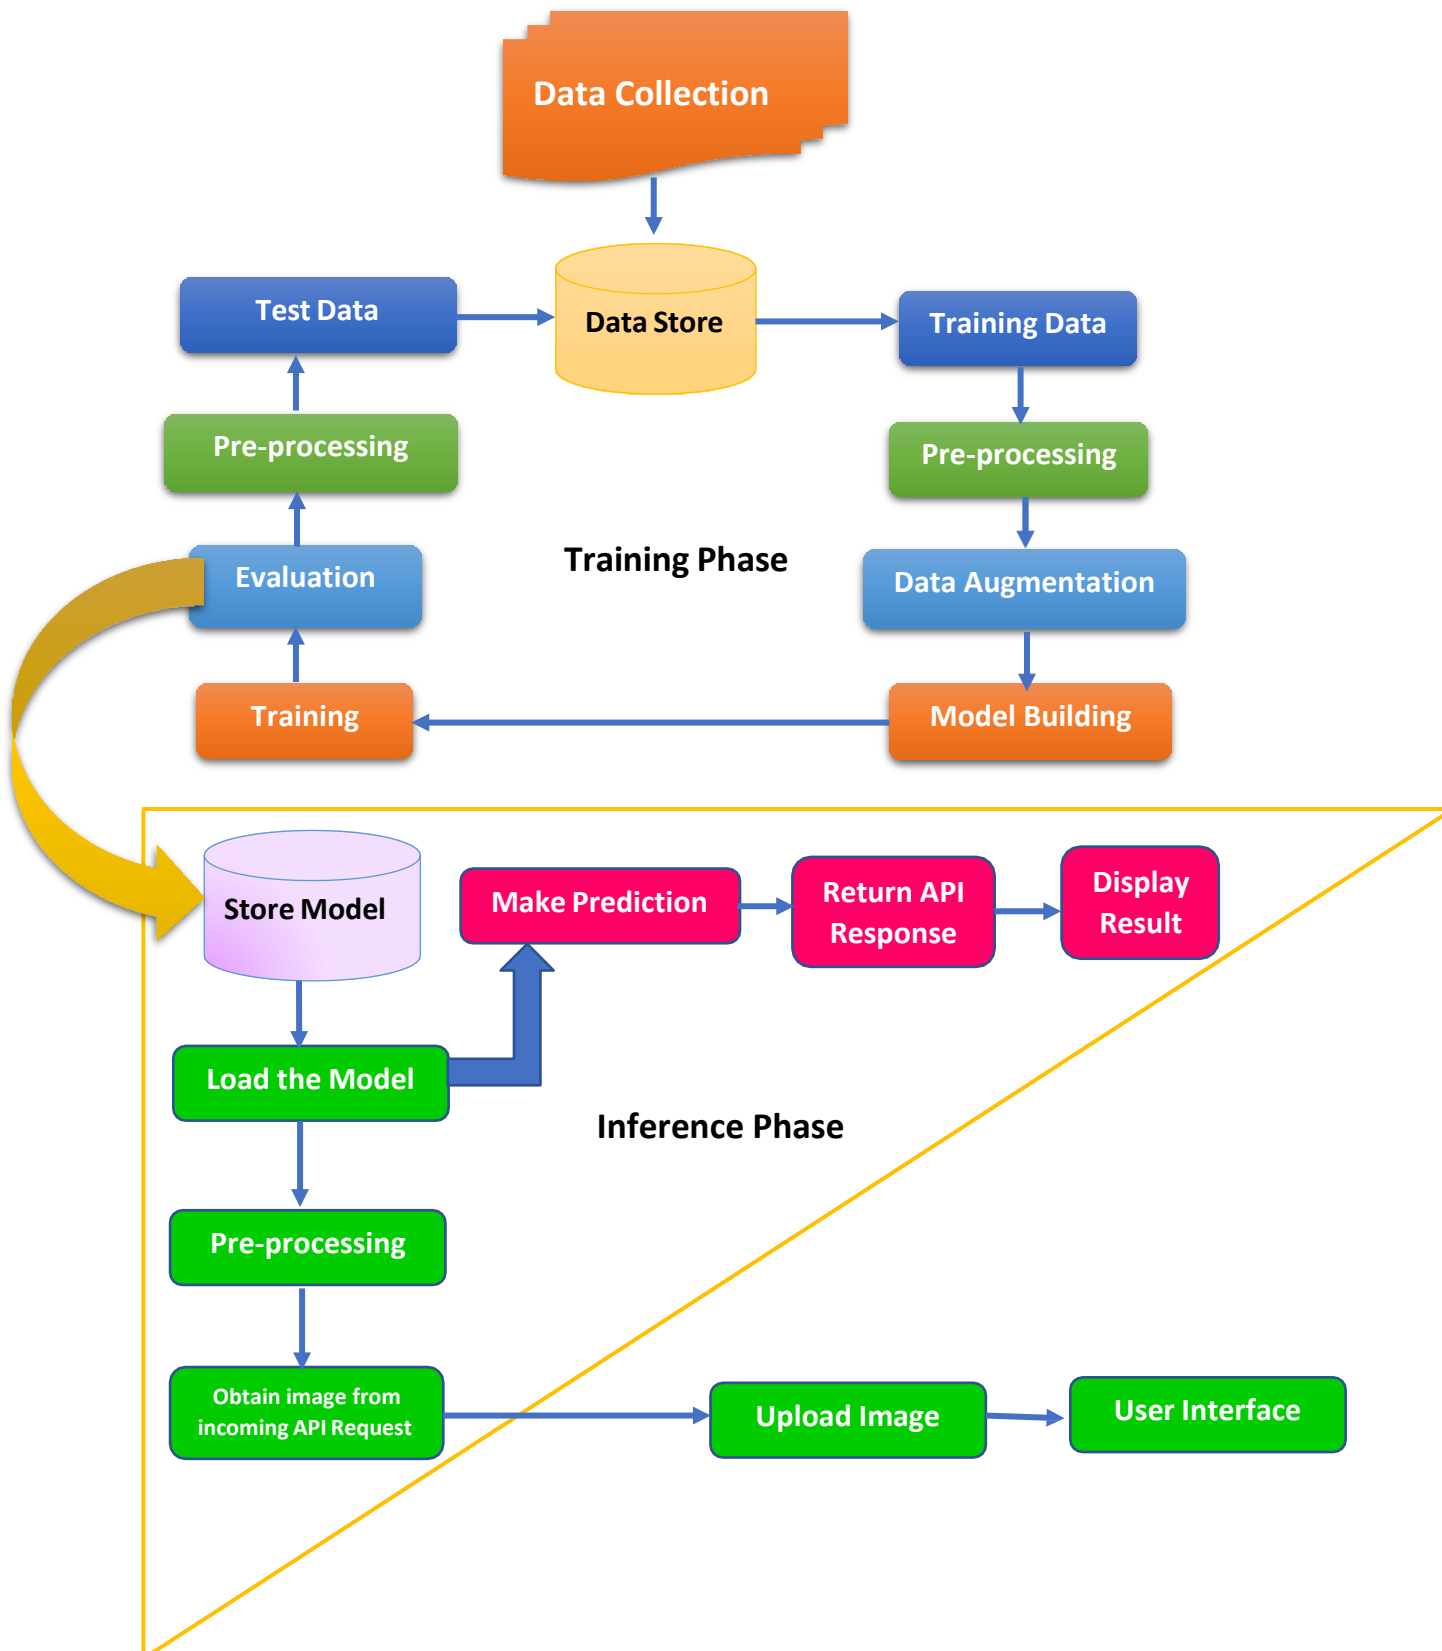 Data Collection
Test Data
Data Store
Training Data
Pre-processing
Pre-processing
Evaluation
Training Phase
Data Augmentation
Training
Model Building
Store Model
Make Prediction
Return API
Response
Display
Result
Load the Model
Inference Phase
Pre-processing
Obtain image from
incoming API Request
Upload Image
User Interface